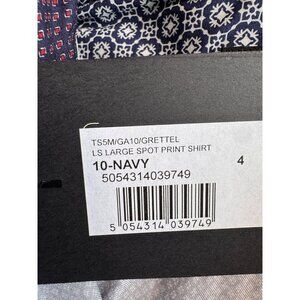 TS5M/GA10/GRETTEL
LS LARGE SPOT PRINT SHIRT
10-NAVY 4
5054314039749
5 054314 039749